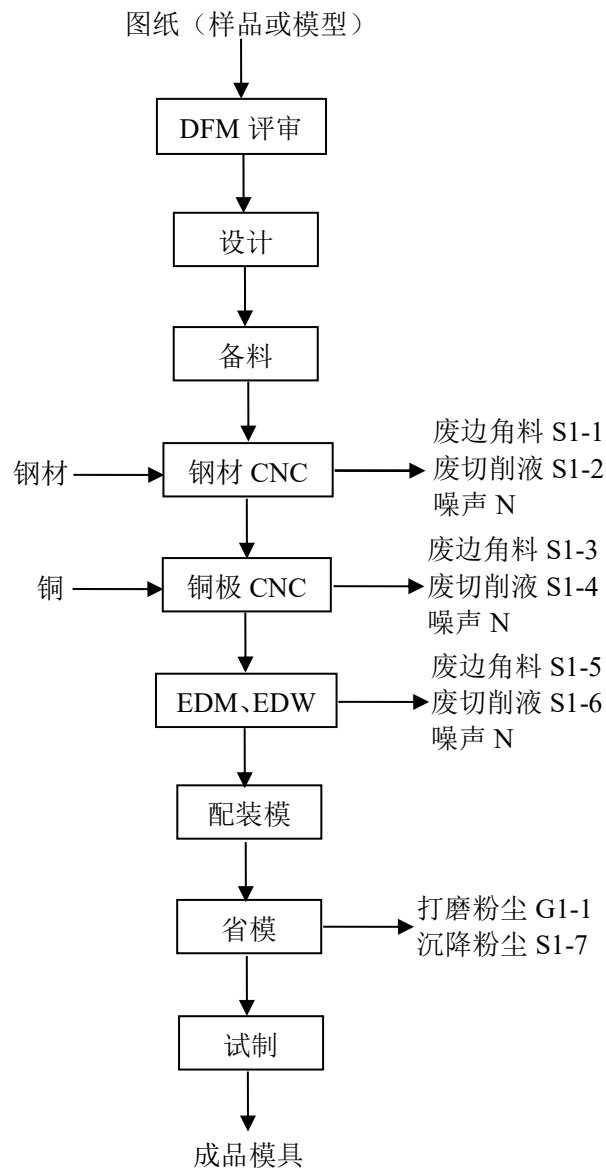 图纸（样品或模型）
DFM 评审
设计
备料
钢材
钢材 CNC
废边角料 S1-1
废切削液 S1-2
噪声 N
铜
铜极 CNC
废边角料 S1-3
废切削液 S1-4
噪声 N
EDM、EDW
废边角料 S1-5
废切削液 S1-6
噪声 N
配装模
省模
打磨粉尘 G1-1
沉降粉尘 S1-7
试制
成品模具